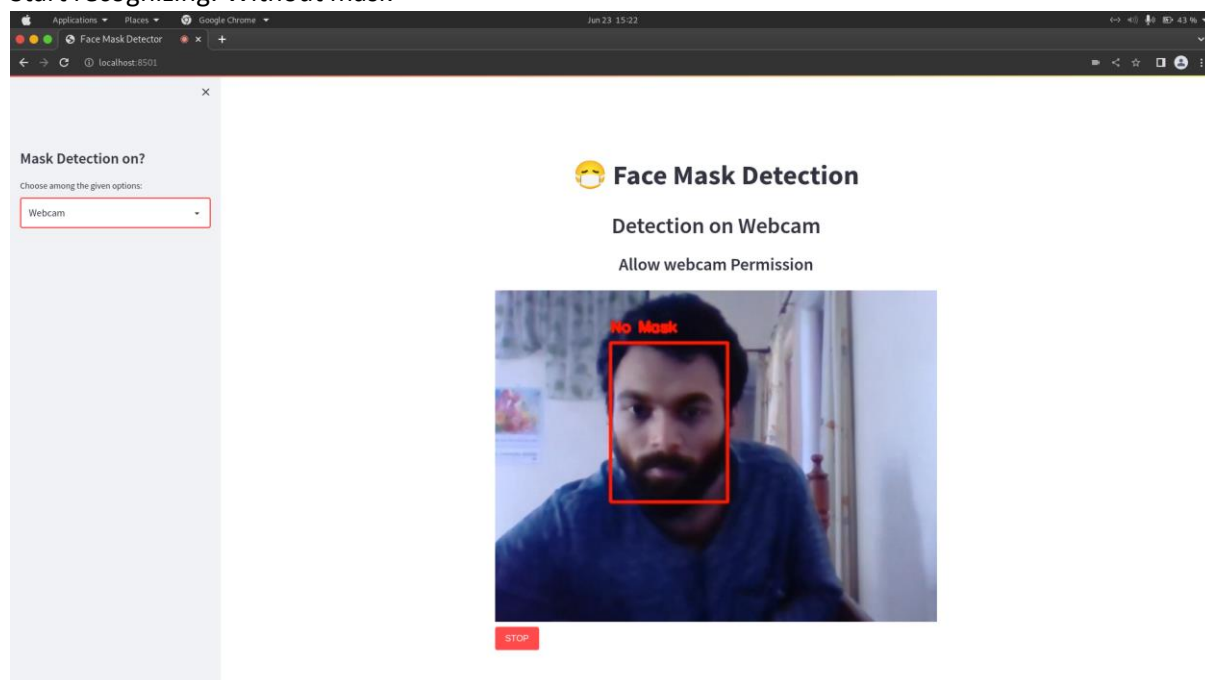 Applications Places Google Chrome Jun 23 15:22 43 %
Face Mask Detector
localhost:8501
Mask Detection on?
Choose among the given options:
Webcam
😷 Face Mask Detection
Detection on Webcam
Allow webcam Permission
No Mask
STOP